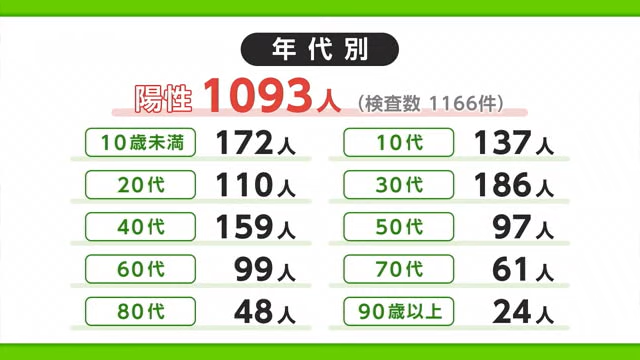 年代別
陽性 1093人 (検査数 1166件)
10歳未満 172人 10代 137人
20代 110人 30代 186人
40代 159人 50代 97人
60代 99人 70代 61人
80代 48人 90歳以上 24人